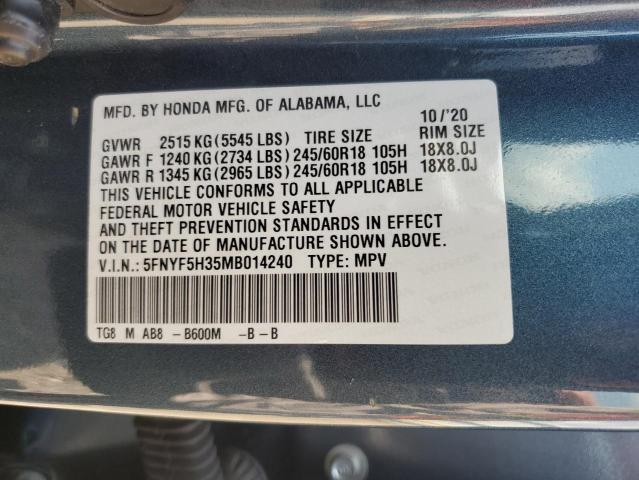 MFD. BY HONDA MFG. OF ALABAMA, LLC
10/'20
GVWR 2515 KG (5545 LBS) TIRE SIZE RIM SIZE
GAWR F 1240 KG (2734 LBS) 245/60R18 105H 18X8.0J
GAWR R 1345 KG (2965 LBS) 245/60R18 105H 18X8.0J
THIS VEHICLE CONFORMS TO ALL APPLICABLE
FEDERAL MOTOR VEHICLE SAFETY
AND THEFT PREVENTION STANDARDS IN EFFECT
ON THE DATE OF MANUFACTURE SHOWN ABOVE.
V.I.N.: 5FNYF5H35MB014240 TYPE: MPV
TG8 M AB8 -B600M -B-B